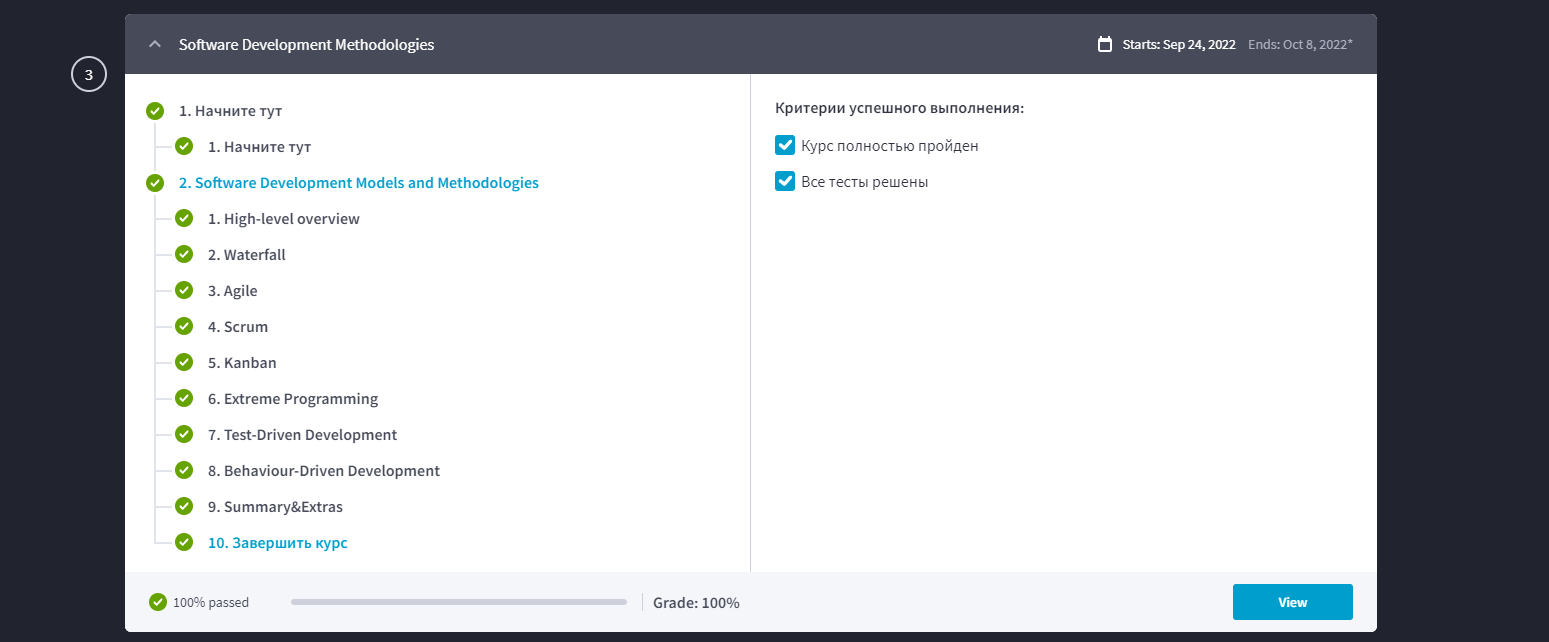 3
Software Development Methodologies
Starts: Sep 24, 2022 Ends: Oct 8, 2022*
1. Начните тут
1. Начните тут
2. Software Development Models and Methodologies
1. High-level overview
2. Waterfall
3. Agile
4. Scrum
5. Kanban
6. Extreme Programming
7. Test-Driven Development
8. Behaviour-Driven Development
9. Summary&Extras
10. Завершить курс
Критерии успешного выполнения:
Курс полностью пройден
Все тесты решены
100% passed
Grade: 100%
View